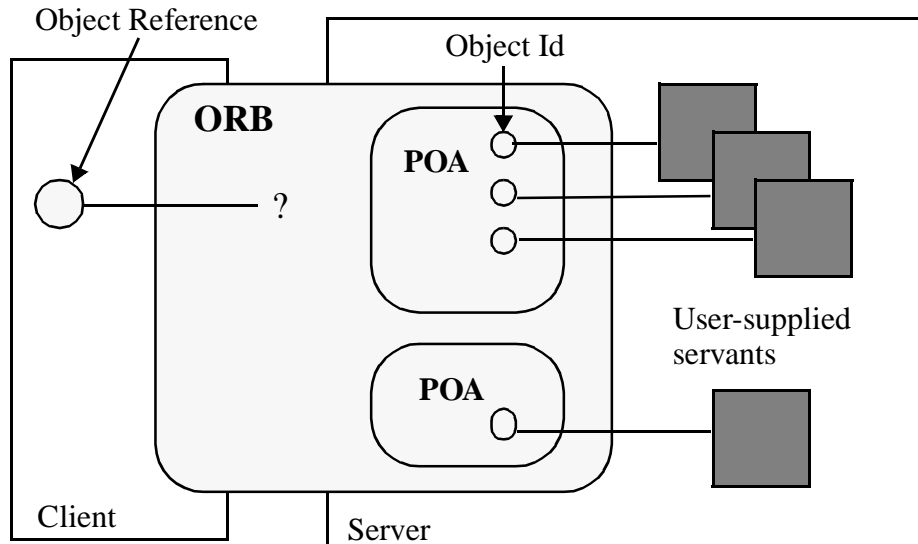 Object Reference
Object Id
ORB
POA
?
User-supplied
servants
POA
Client
Server